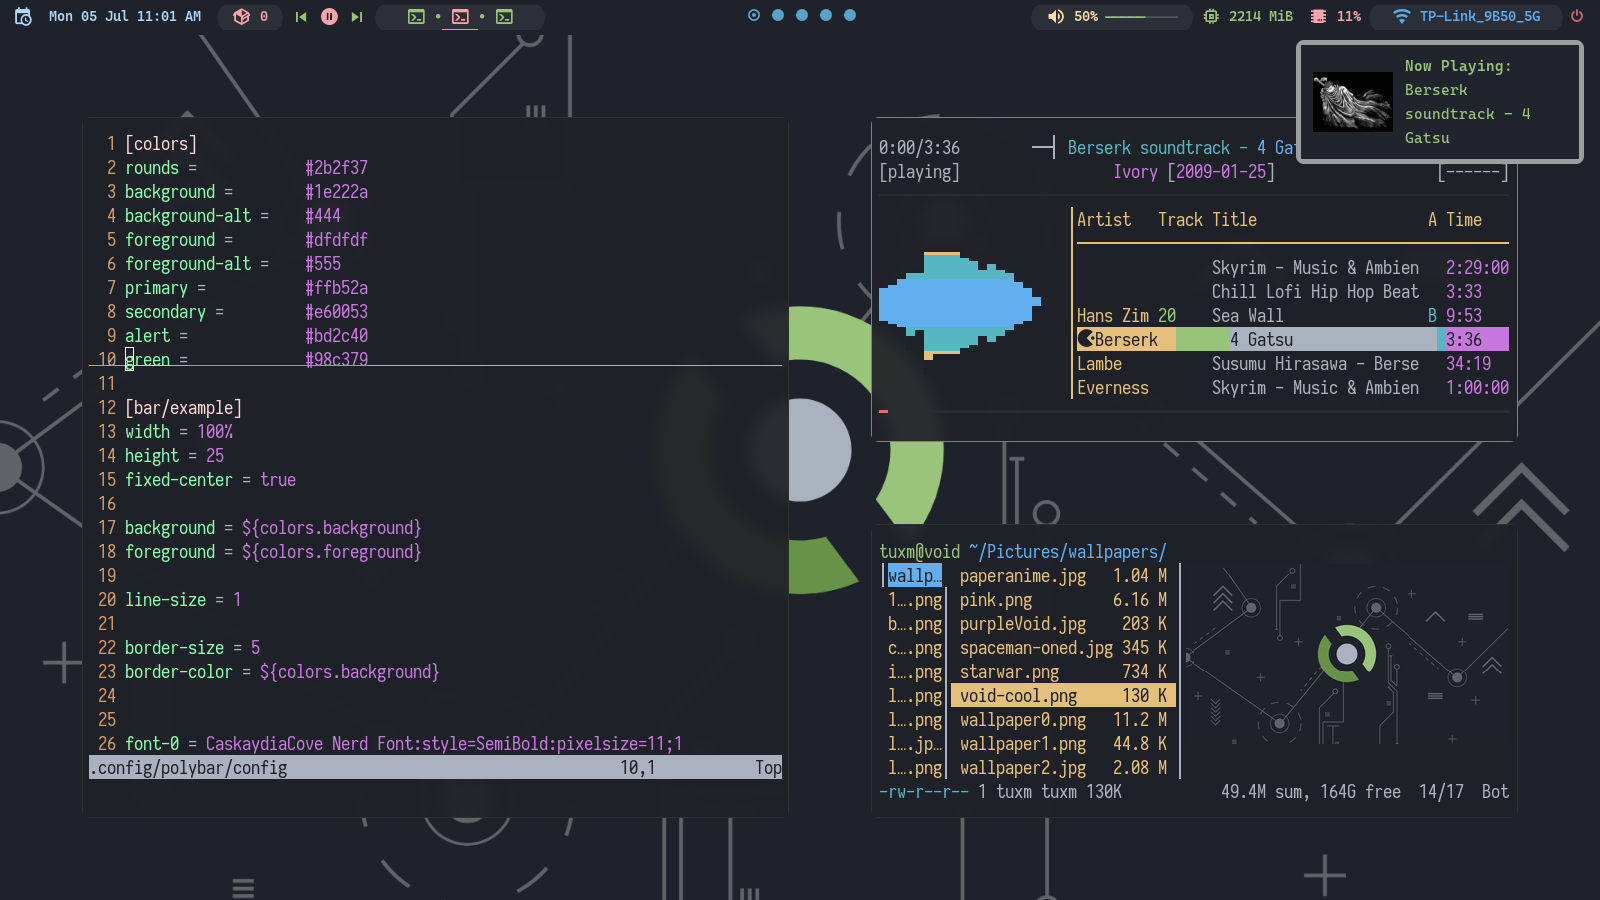 Mon 05 Jul 11:01 AM 0 50% 2214 MiB 11% TP-Link_9B50_5G
Now Playing:
Berserk
soundtrack - 4
Gatsu
1 [colors]
2 rounds = #2b2f37
3 background = #1e222a
4 background-alt = #444
5 foreground = #dfdfdf
6 foreground-alt = #555
7 primary = #ffb52a
8 secondary = #e60053
9 alert = #bd2c40
10 green = #98c379
11
12 [bar/example]
13 width = 100%
14 height = 25
15 fixed-center = true
16
17 background = ${colors.background}
18 foreground = ${colors.foreground}
19
20 line-size = 1
21
22 border-size = 5
23 border-color = ${colors.background}
24
25
26 font-0 = CaskaydiaCove Nerd Font:style=SemiBold:pixelsize=11;1
.config/polybar/config 10,1 Top
0:00/3:36 Berserk soundtrack - 4 Gat
[playing] Ivory [2009-01-25] [------]
Artist Track Title A Time
Skyrim - Music & Ambien 2:29:00
Chill Lofi Hip Hop Beat 3:33
Hans Zim 20 Sea Wall B 9:53
Berserk 4 Gatsu 3:36
Lambe Susumu Hirasawa - Berse 34:19
Everness Skyrim - Music & Ambien 1:00:00
tuxm@void ~/Pictures/wallpapers/
wallp… paperanime.jpg 1.04 M
1….png pink.png 6.16 M
b….png purpleVoid.jpg 203 K
c….png spaceman-oned.jpg 345 K
i….png starwar.png 734 K
l….png void-cool.png 130 K
l….png wallpaper0.png 11.2 M
l….jp… wallpaper1.png 44.8 K
l….png wallpaper2.png 2.08 M
-rw-r--r-- 1 tuxm tuxm 130K 49.4M sum, 164G free 14/17 Bot